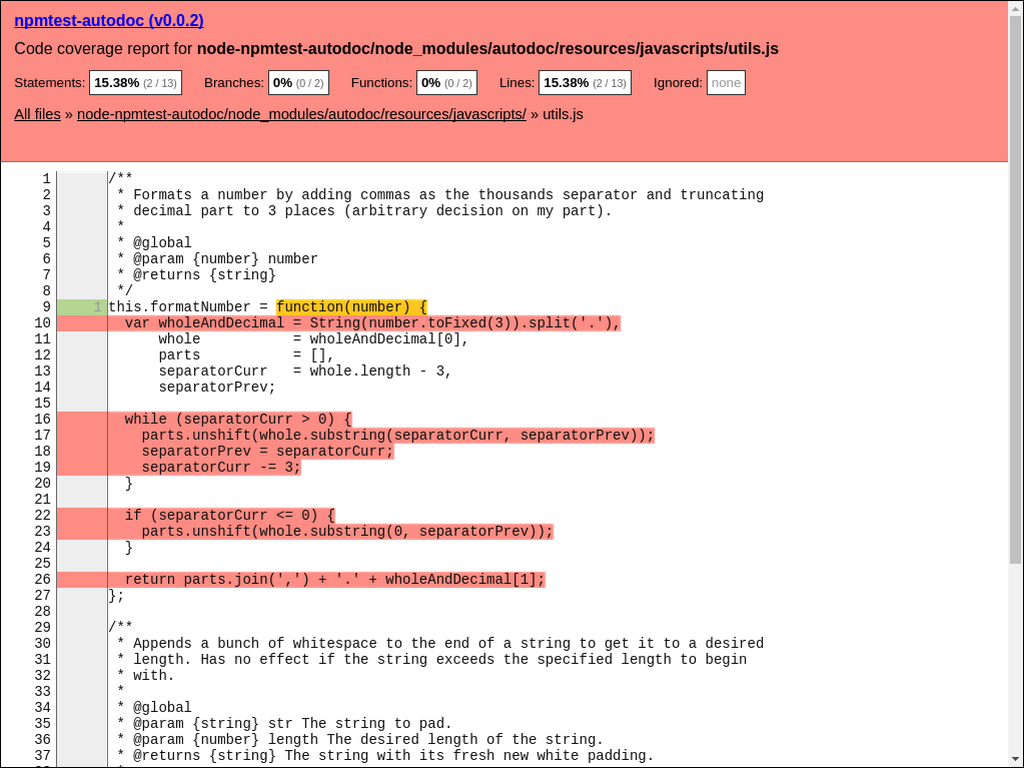 npmtest-autodoc (v0.0.2)
Code coverage report for node-npmtest-autodoc/node_modules/autodoc/resources/javascripts/utils.js
Statements: 15.38% (2 / 13) Branches: 0% (0 / 2) Functions: 0% (0 / 2) Lines: 15.38% (2 / 13) Ignored: none
All files » node-npmtest-autodoc/node_modules/autodoc/resources/javascripts/ » utils.js
1 /**
2  * Formats a number by adding commas as the thousands separator and truncating
3  * decimal part to 3 places (arbitrary decision on my part).
4  *
5  * @global
6  * @param {number} number
7  * @returns {string}
8  */
9 1 this.formatNumber = function(number) {
10   var wholeAndDecimal = String(number.toFixed(3)).split('.'),
11       whole           = wholeAndDecimal[0],
12       parts           = [],
13       separatorCurr   = whole.length - 3,
14       separatorPrev;
15
16   while (separatorCurr > 0) {
17     parts.unshift(whole.substring(separatorCurr, separatorPrev));
18     separatorPrev = separatorCurr;
19     separatorCurr -= 3;
20   }
21
22   if (separatorCurr <= 0) {
23     parts.unshift(whole.substring(0, separatorPrev));
24   }
25
26   return parts.join(',') + '.' + wholeAndDecimal[1];
27 };
28
29 /**
30  * Appends a bunch of whitespace to the end of a string to get it to a desired
31  * length. Has no effect if the string exceeds the specified length to begin
32  * with.
33  *
34  * @global
35  * @param {string} str The string to pad.
36  * @param {number} length The desired length of the string.
37  * @returns {string} The string with its fresh new white padding.